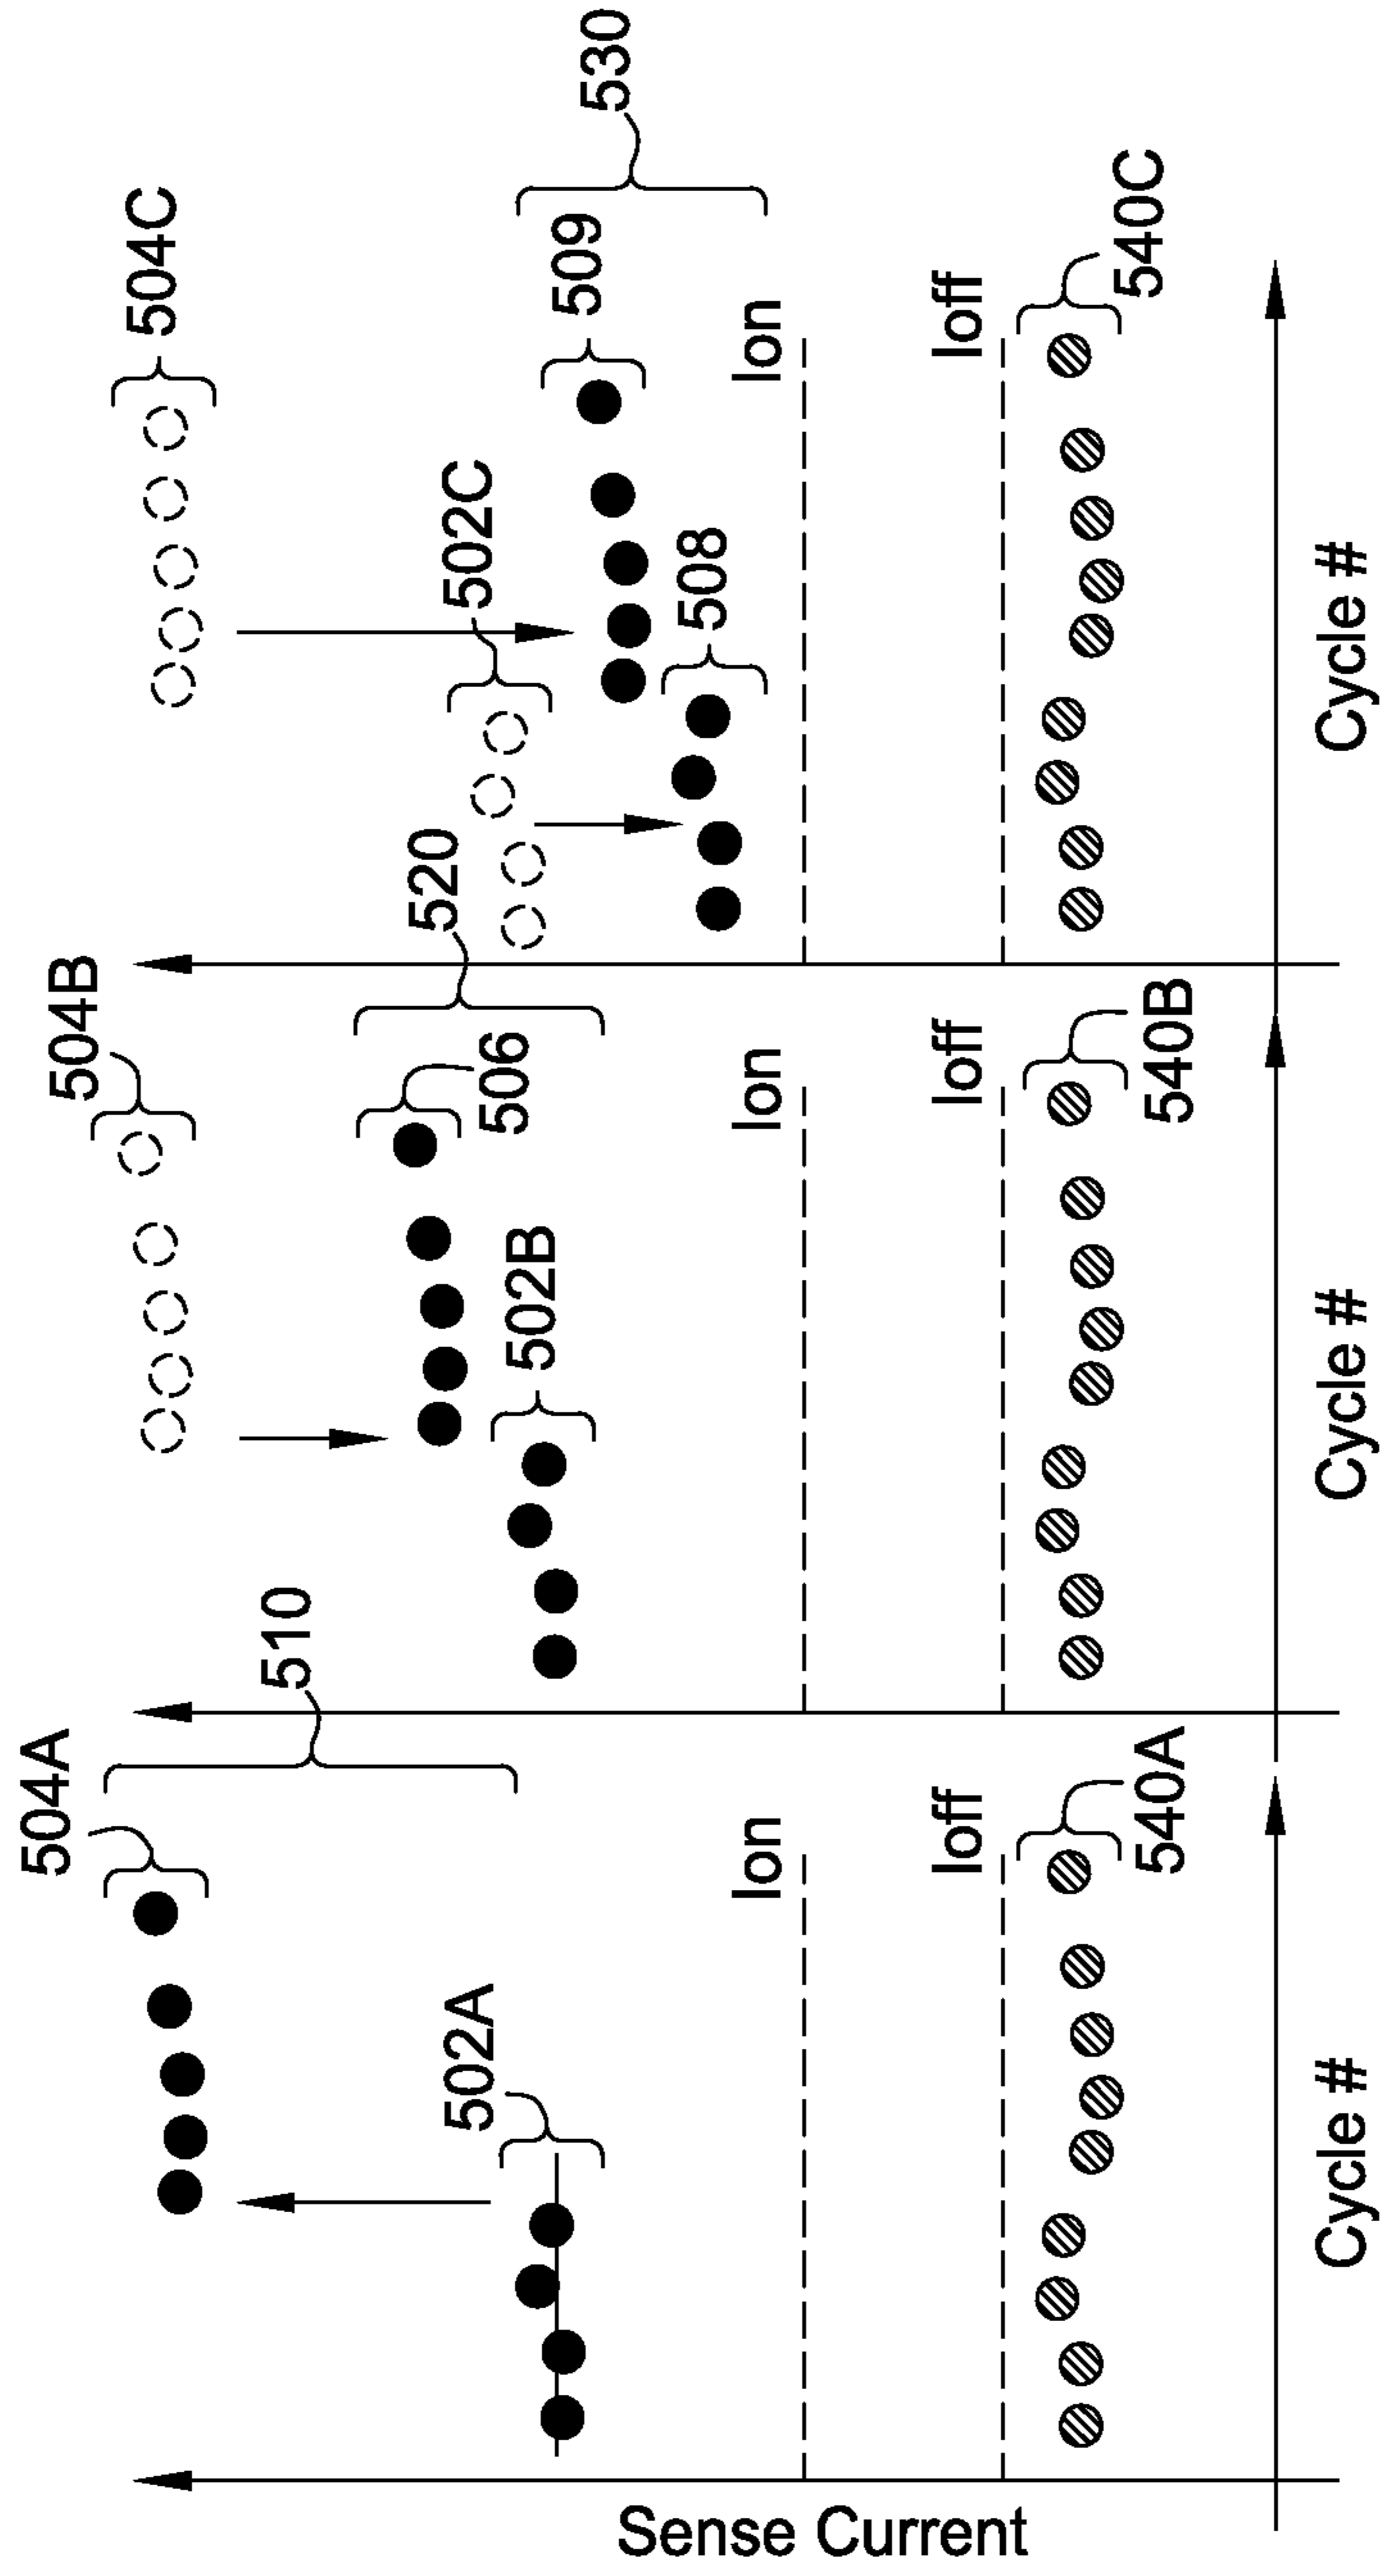 504A
510
502A
Ion
Ioff
540A
Sense Current
Cycle #
504B
520
506
502B
Ion
Ioff
540B
Cycle #
504C
530
509
502C
508
Ion
Ioff
540C
Cycle #